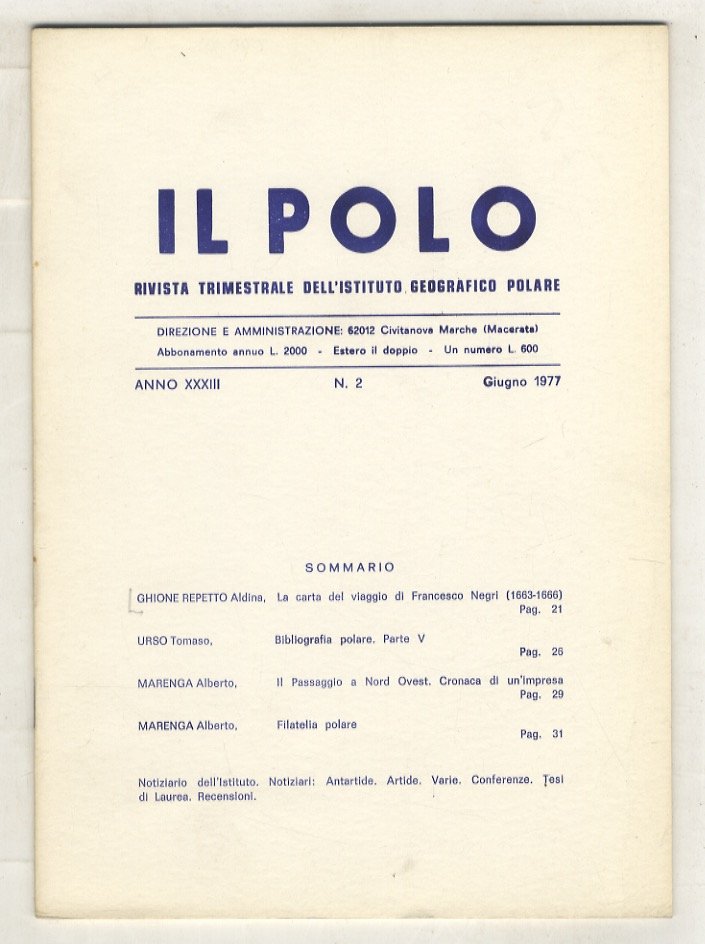 IL POLO
RIVISTA TRIMESTRALE DELL'ISTITUTO GEOGRAFICO POLARE
DIREZIONE E AMMINISTRAZIONE: 62012 Civitanova Marche (Macerata)
Abbonamento annuo L. 2000 - Estero il doppio - Un numero L. 600
ANNO XXXIII N. 2 Giugno 1977
SOMMARIO
GHIONE REPETTO Aldina, La carta del viaggio di Francesco Negri (1663-1666)
Pag. 21
URSO Tomaso, Bibliografia polare. Parte V
Pag. 26
MARENGA Alberto, Il Passaggio a Nord Ovest. Cronaca di un'impresa
Pag. 29
MARENGA Alberto, Filatelia polare
Pag. 31
Notiziario dell'Istituto. Notiziari: Antartide. Artide. Varie. Conferenze. Tesi
di Laurea. Recensioni.